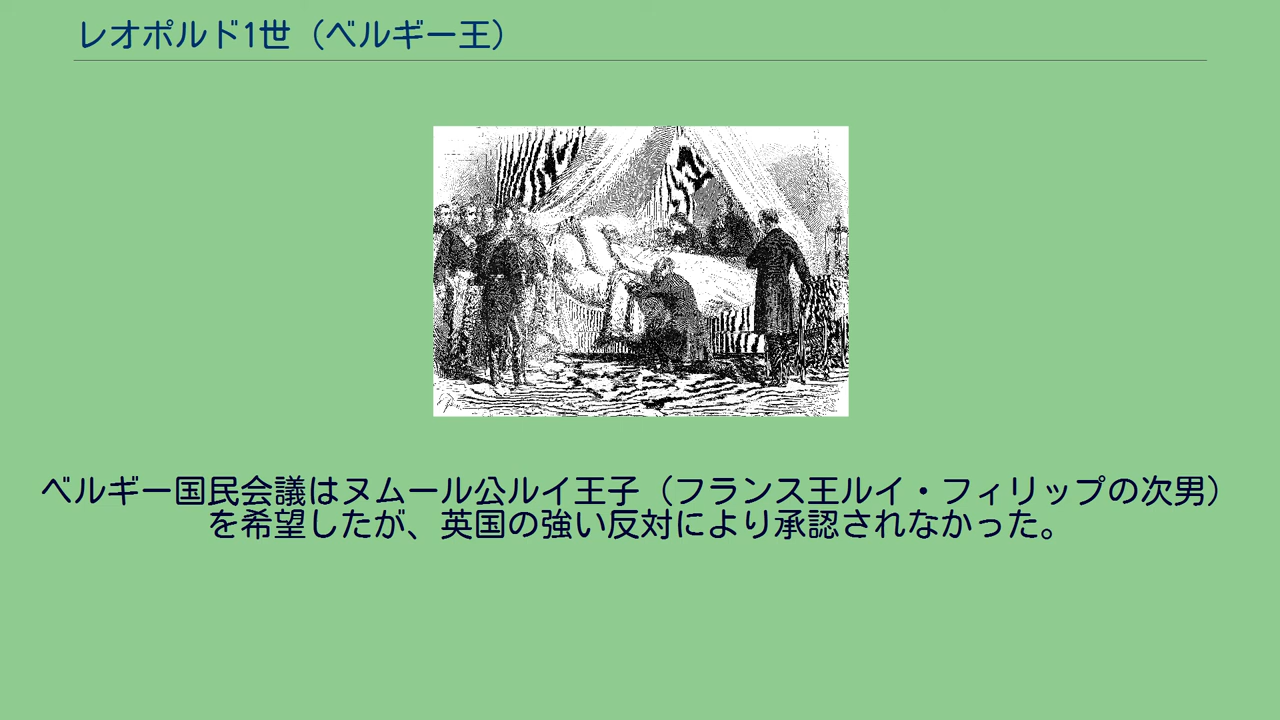 レオポルド1世（ベルギー王）
ベルギー国民会議はヌムール公ルイ王子（フランス王ルイ・フィリップの次男）
を希望したが、英国の強い反対により承認されなかった。